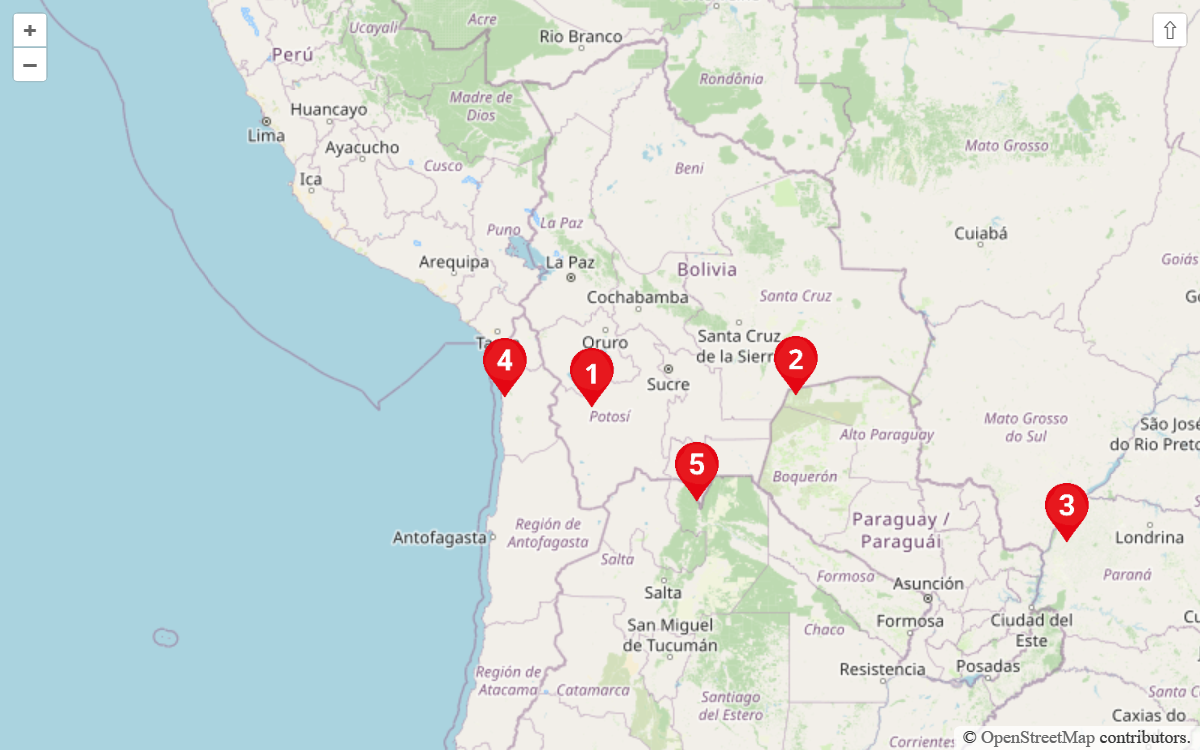 +
−
⇧
Acre
Ucayali
Rio Branco
Perú
Rondônia
Madre de
Dios
Huancayo
Lima
Ayacucho
Mato Grosso
Cusco
Beni
Ica
La Paz
Puno
Cuiabá
Goiás
Arequipa
La Paz
Bolivia
Cochabamba
Santa Cruz
Oruro
Santa Cruz
de la Sierra
4
1
2
Sucre
Potosí
Mato Grosso
do Sul
São José
do Rio Preto
Alto Paraguay
5
Boquerón
3
Antofagasta
Región de
Antofagasta
Paraguay /
Paraguái
Londrina
Salta
Paraná
Formosa
Asunción
Salta
San Miguel
de Tucumán
Chaco
Formosa
Ciudad del
Este
Resistencia
Posadas
Región de
Atacama
Catamarca
Santiago
del Estero
Santa C
Caxias do
Corrientes
© OpenStreetMap contributors.